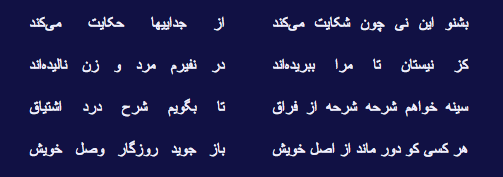 بشنو این نی چون شکایت می‌کند از جداییها حکایت می‌کند
کز نیستان تا مرا ببریده‌اند در نفیرم مرد و زن نالیده‌اند
سینه خواهم شرحه شرحه از فراق تا بگویم شرح درد اشتیاق
هر کسی کو دور ماند از اصل خویش باز جوید روزگار وصل خویش